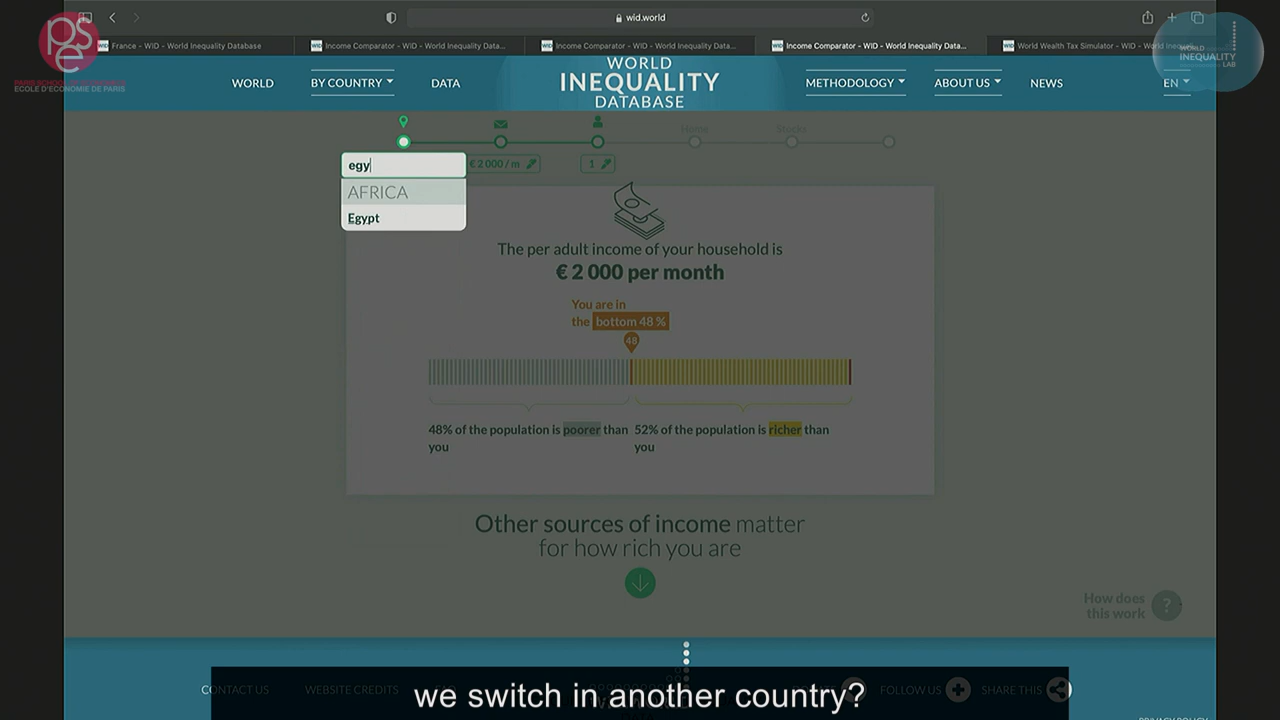 wid.world
France - WID - World Inequality Database
Income Comparator - WID - World Inequality Data...
Income Comparator - WID - World Inequality Data...
Income Comparator - WID - World Inequality Data...
World Wealth Tax Simulator - WID - World
pse
PARIS SCHOOL OF ECONOMICS
ECOLE D'ECONOMIE DE PARIS
WORLD
INEQUALITY
LAB
WORLD
BY COUNTRY
DATA
WORLD
INEQUALITY
DATABASE
METHODOLOGY
ABOUT US
NEWS
EN
Home
Stocks
egy
€ 2 000 / m
1
AFRICA
Egypt
The per adult income of your household is
€ 2 000 per month
You are in
the bottom 48 %
48
48% of the population is poorer than you
52% of the population is richer than you
Other sources of income matter
for how rich you are
How does
this work
?
CONTACT US
WEBSITE CREDITS
FOLLOW US
SHARE THIS
we switch in another country?
PRIVACY POLICY